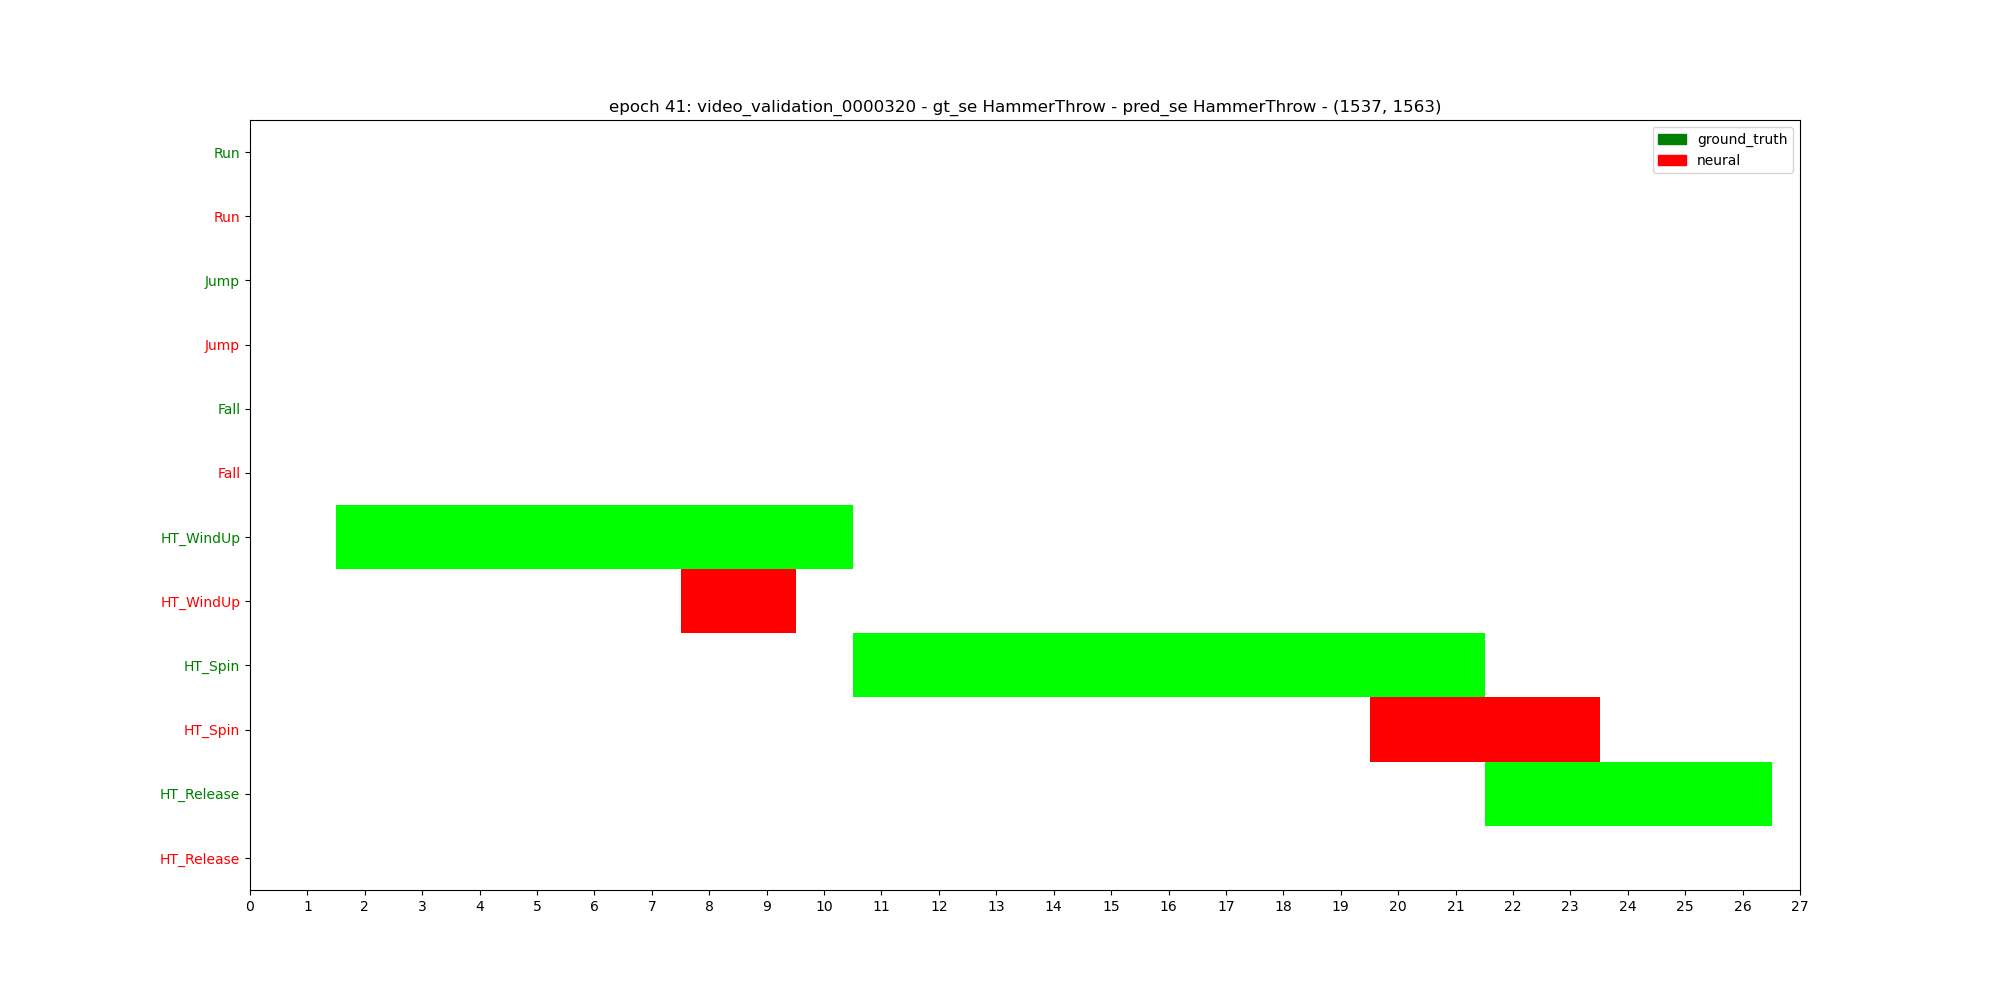 epoch 41: video_validation_0000320 - gt_se HammerThrow - pred_se HammerThrow - (1537, 1563)
ground_truth
neural
Run
Run
Jump
Jump
Fall
Fall
HT_WindUp
HT_WindUp
HT_Spin
HT_Spin
HT_Release
HT_Release
0 1 2 3 4 5 6 7 8 9 10 11 12 13 14 15 16 17 18 19 20 21 22 23 24 25 26 27